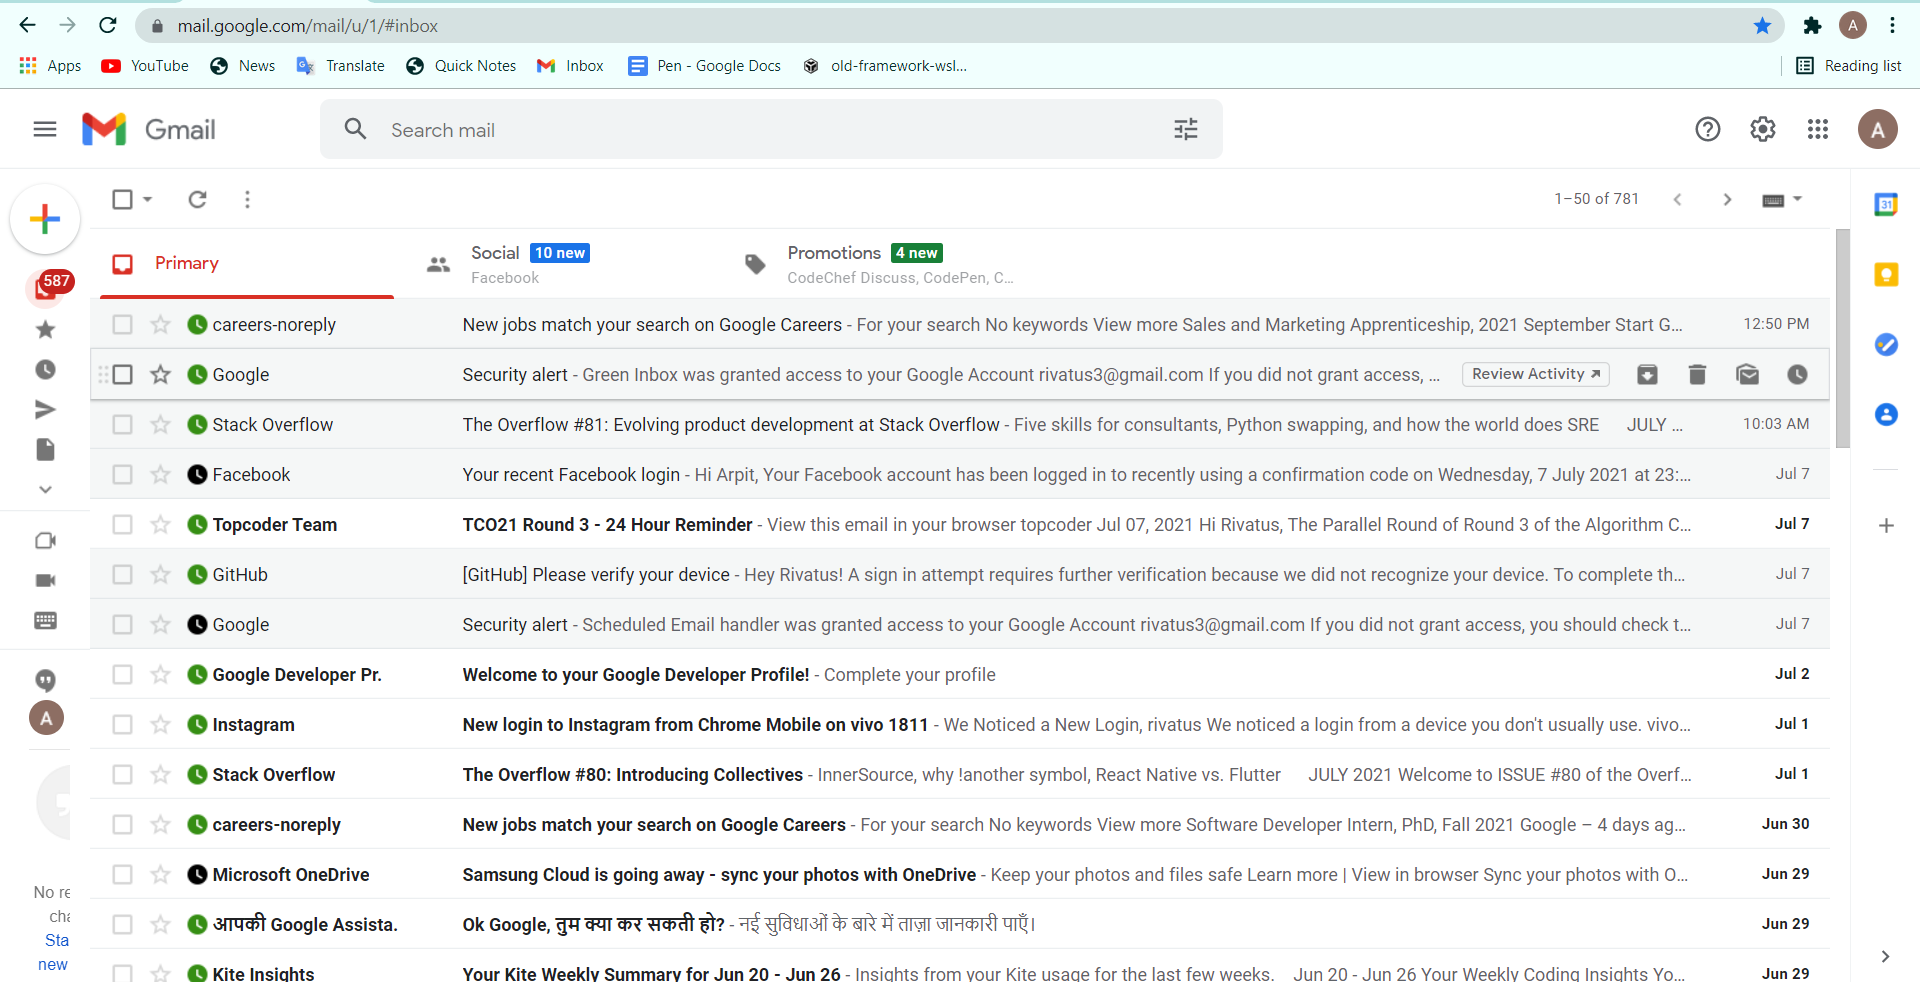 mail.google.com/mail/u/1/#inbox
A
Apps YouTube News Translate Quick Notes Inbox Pen - Google Docs old-framework-wsl... Reading list
Gmail Search mail A
1–50 of 781
31
587
Primary
Social 10 new
Facebook
Promotions 4 new
CodeChef Discuss, CodePen, C...
careers-noreply New jobs match your search on Google Careers - For your search No keywords View more Sales and Marketing Apprenticeship, 2021 September Start G... 12:50 PM
Google Security alert - Green Inbox was granted access to your Google Account rivatus3@gmail.com If you did not grant access, ... Review Activity
Stack Overflow The Overflow #81: Evolving product development at Stack Overflow - Five skills for consultants, Python swapping, and how the world does SRE JULY ... 10:03 AM
Facebook Your recent Facebook login - Hi Arpit, Your Facebook account has been logged in to recently using a confirmation code on Wednesday, 7 July 2021 at 23:... Jul 7
Topcoder Team TCO21 Round 3 - 24 Hour Reminder - View this email in your browser topcoder Jul 07, 2021 Hi Rivatus, The Parallel Round of Round 3 of the Algorithm C... Jul 7
GitHub [GitHub] Please verify your device - Hey Rivatus! A sign in attempt requires further verification because we did not recognize your device. To complete th... Jul 7
Google Security alert - Scheduled Email handler was granted access to your Google Account rivatus3@gmail.com If you did not grant access, you should check t... Jul 7
Google Developer Pr. Welcome to your Google Developer Profile! - Complete your profile Jul 2
A
Instagram New login to Instagram from Chrome Mobile on vivo 1811 - We Noticed a New Login, rivatus We noticed a login from a device you don't usually use. vivo... Jul 1
Stack Overflow The Overflow #80: Introducing Collectives - InnerSource, why !another symbol, React Native vs. Flutter JULY 2021 Welcome to ISSUE #80 of the Overf... Jul 1
careers-noreply New jobs match your search on Google Careers - For your search No keywords View more Software Developer Intern, PhD, Fall 2021 Google – 4 days ag... Jun 30
Microsoft OneDrive Samsung Cloud is going away - sync your photos with OneDrive - Keep your photos and files safe Learn more | View in browser Sync your photos with O... Jun 29
आपकी Google Assista. Ok Google, तुम क्या कर सकती हो? - नई सुविधाओं के बारे में ताज़ा जानकारी पाएँ। Jun 29
Kite Insights Your Kite Weekly Summary for Jun 20 - Jun 26 - Insights from your Kite usage for the last few weeks. Jun 20 - Jun 26 Your Weekly Coding Insights Yo... Jun 29
No re
cha
Sta
new